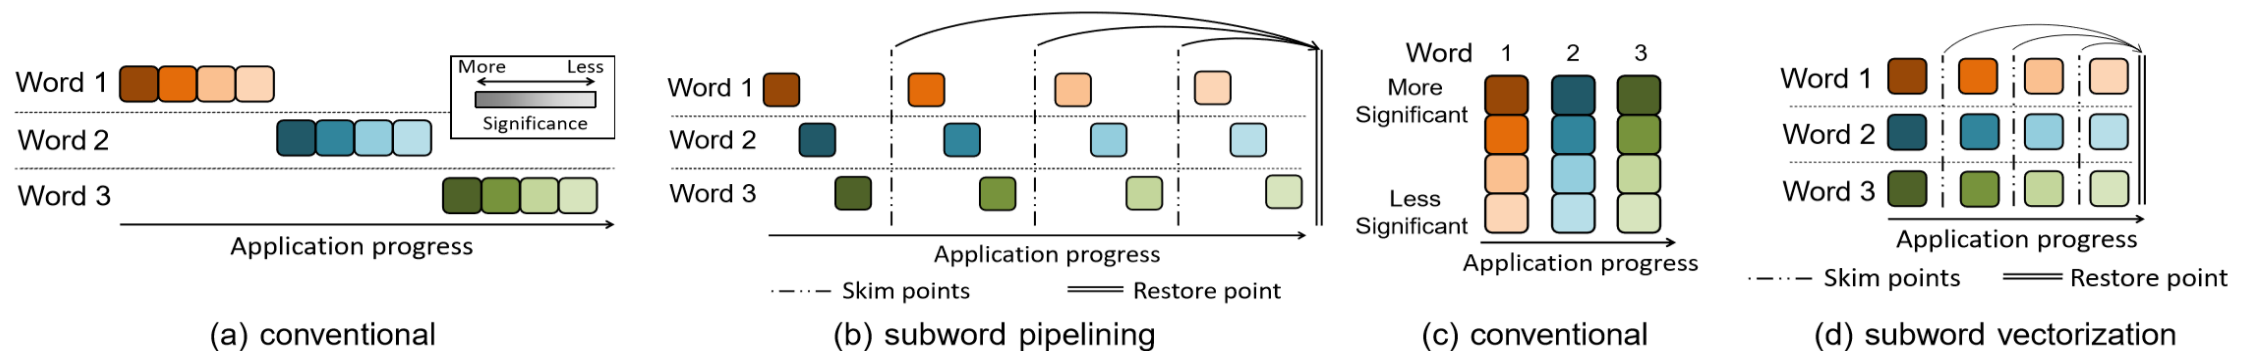 Word 1
Word 2
Word 3
More Less
Significance
Application progress
(a) conventional
Word 1
Word 2
Word 3
Application progress
Skim points
Restore point
(b) subword pipelining
Word 1 2 3
More
Significant
Less
Significant
Application progress
(c) conventional
Word 1
Word 2
Word 3
Application progress
Skim points
Restore point
(d) subword vectorization